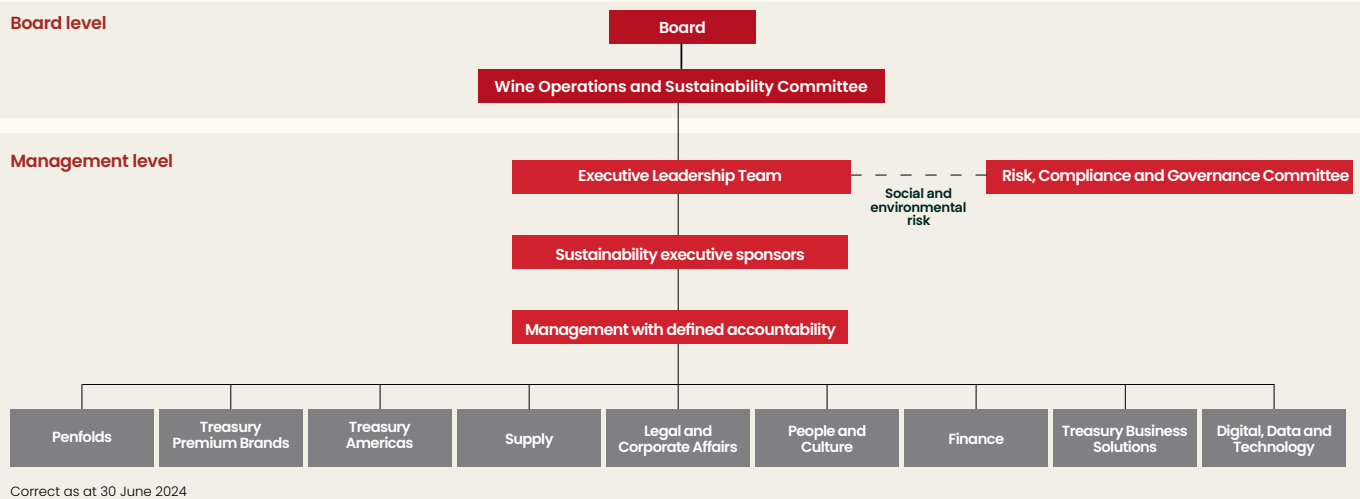 Board level
Board
Wine Operations and Sustainability Committee
Management level
Executive Leadership Team
Risk, Compliance and Governance Committee
Social and
environmental
risk
Sustainability executive sponsors
Management with defined accountability
Penfolds
Treasury
Premium Brands
Treasury
Americas
Supply
Legal and
Corporate Affairs
People and
Culture
Finance
Treasury Business
Solutions
Digital, Data and
Technology
Correct as at 30 June 2024